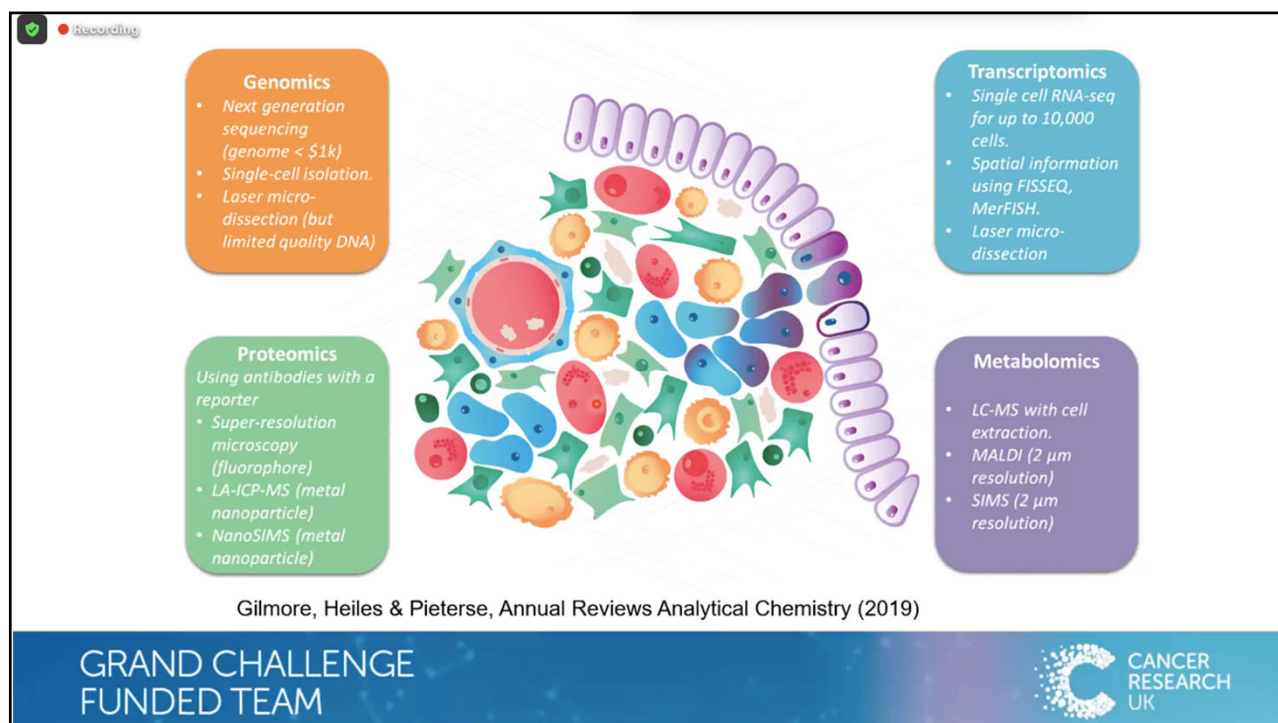 Recording
Genomics
• Next generation
sequencing
(genome < $1k)
• Single-cell isolation.
• Laser micro-
dissection (but
limited quality DNA)
Transcriptomics
• Single cell RNA-seq
for up to 10,000
cells.
• Spatial information
using FISSEQ,
MerFISH.
• Laser micro-
dissection
Proteomics
Using antibodies with a
reporter
• Super-resolution
microscopy
(fluorophore)
• LA-ICP-MS (metal
nanoparticle)
• NanoSIMS (metal
nanoparticle)
Metabolomics
• LC-MS with cell
extraction.
• MALDI (2 µm
resolution)
• SIMS (2 µm
resolution)
Gilmore, Heiles & Pieterse, Annual Reviews Analytical Chemistry (2019)
GRAND CHALLENGE
FUNDED TEAM
CANCER
RESEARCH
UK